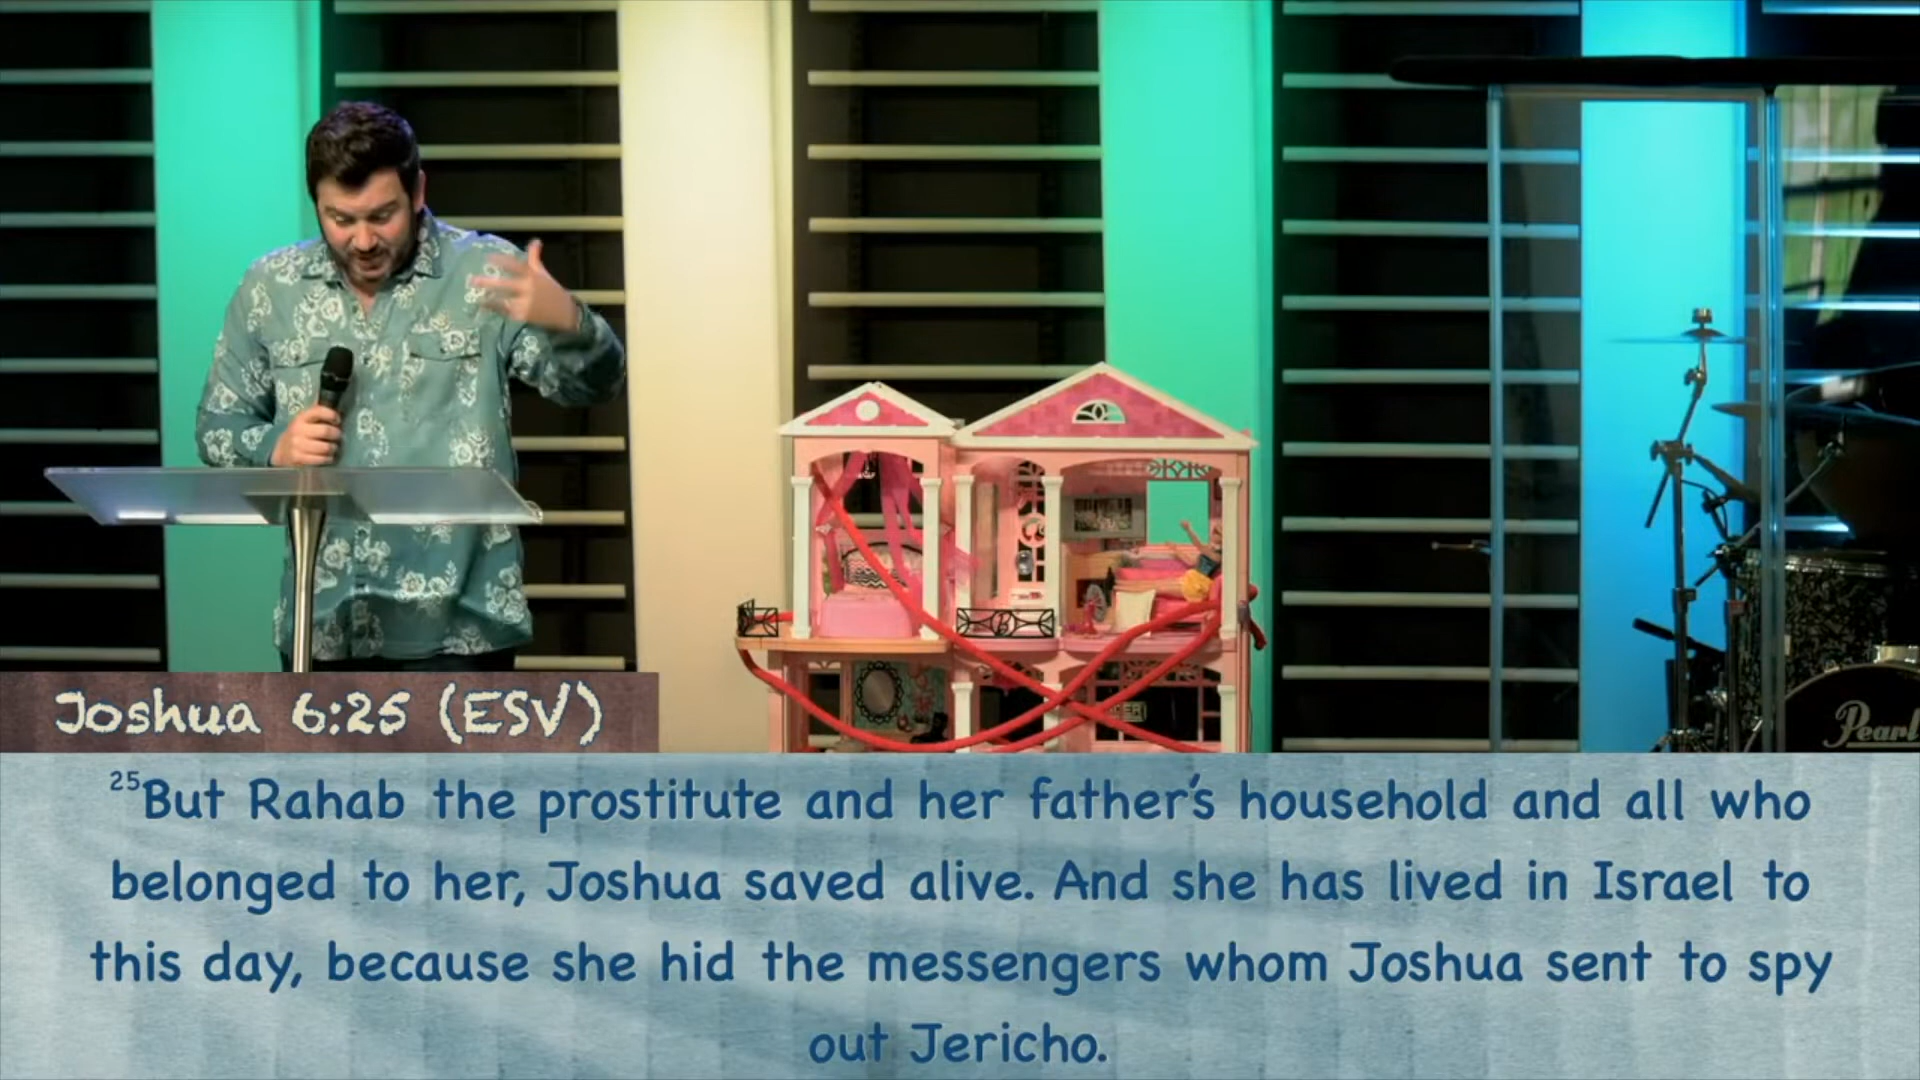 Joshua 6:25 (ESV)
25But Rahab the prostitute and her father's household and all who
belonged to her, Joshua saved alive. And she has lived in Israel to
this day, because she hid the messengers whom Joshua sent to spy
out Jericho.
Pearl